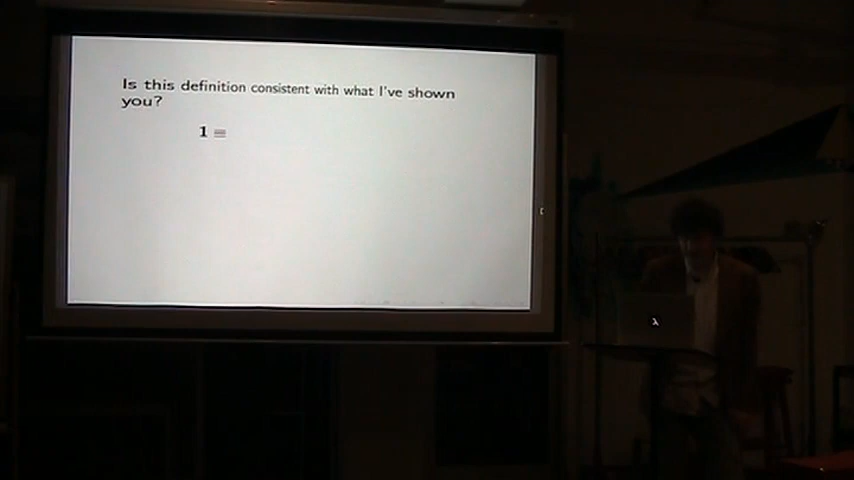 Is this definition consistent with what I've shown
you?
1 ≡
λ